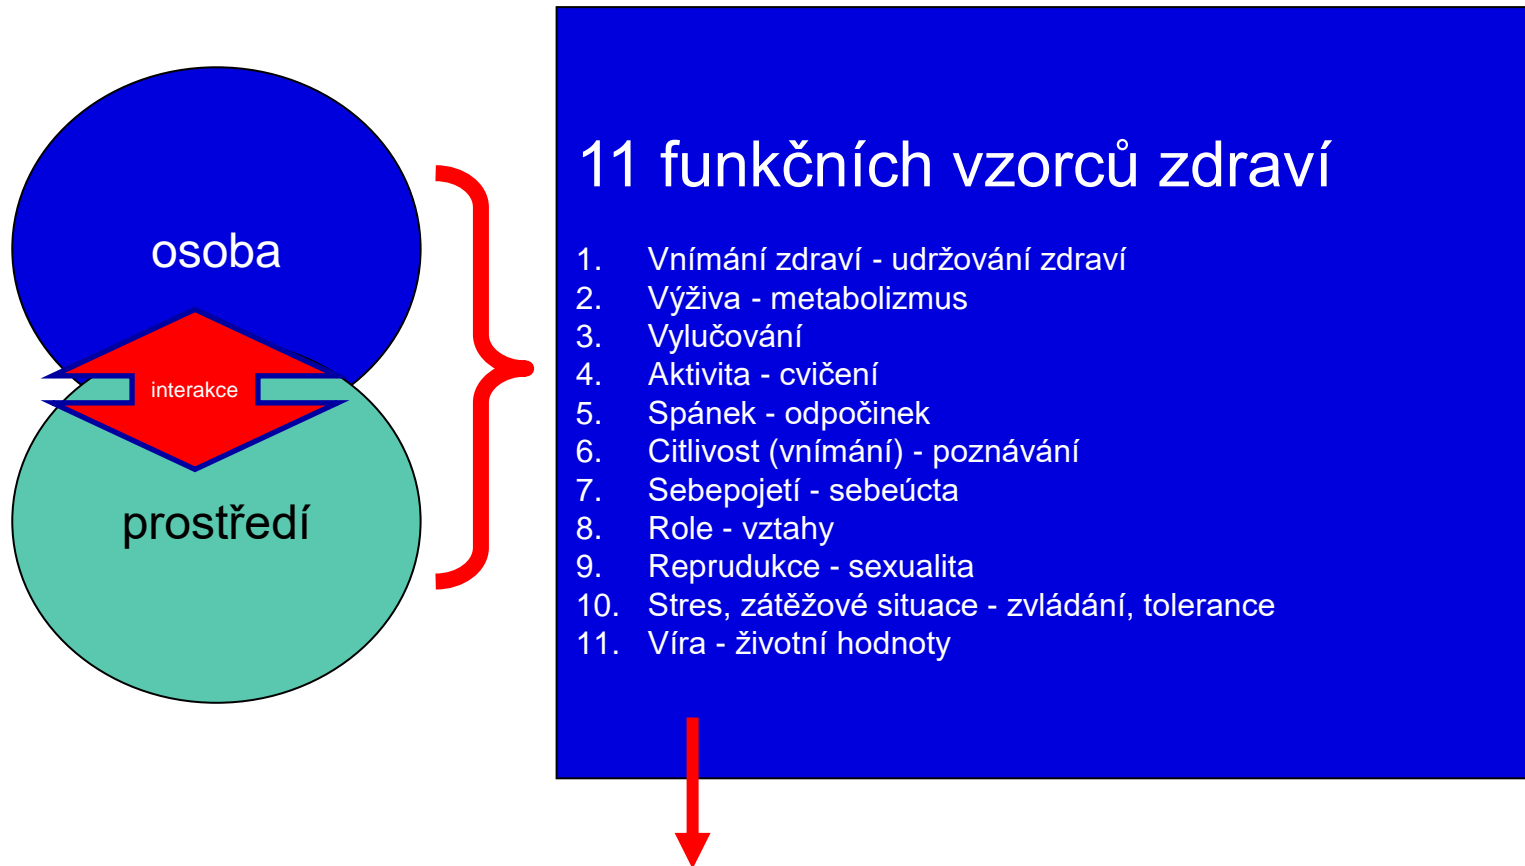 osoba
interakce
prostředí
11 funkčních vzorců zdraví
1. Vnímání zdraví - udržování zdraví
2. Výživa - metabolizmus
3. Vylučování
4. Aktivita - cvičení
5. Spánek - odpočinek
6. Citlivost (vnímání) - poznávání
7. Sebepojetí - sebeúcta
8. Role - vztahy
9. Reprudukce - sexualita
10. Stres, zátěžové situace - zvládání, tolerance
11. Víra - životní hodnoty